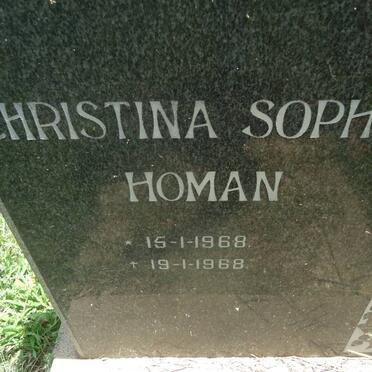 CHRISTINA SOPH
HOMAN
* 15-1-1968.
+ 19-1-1968.